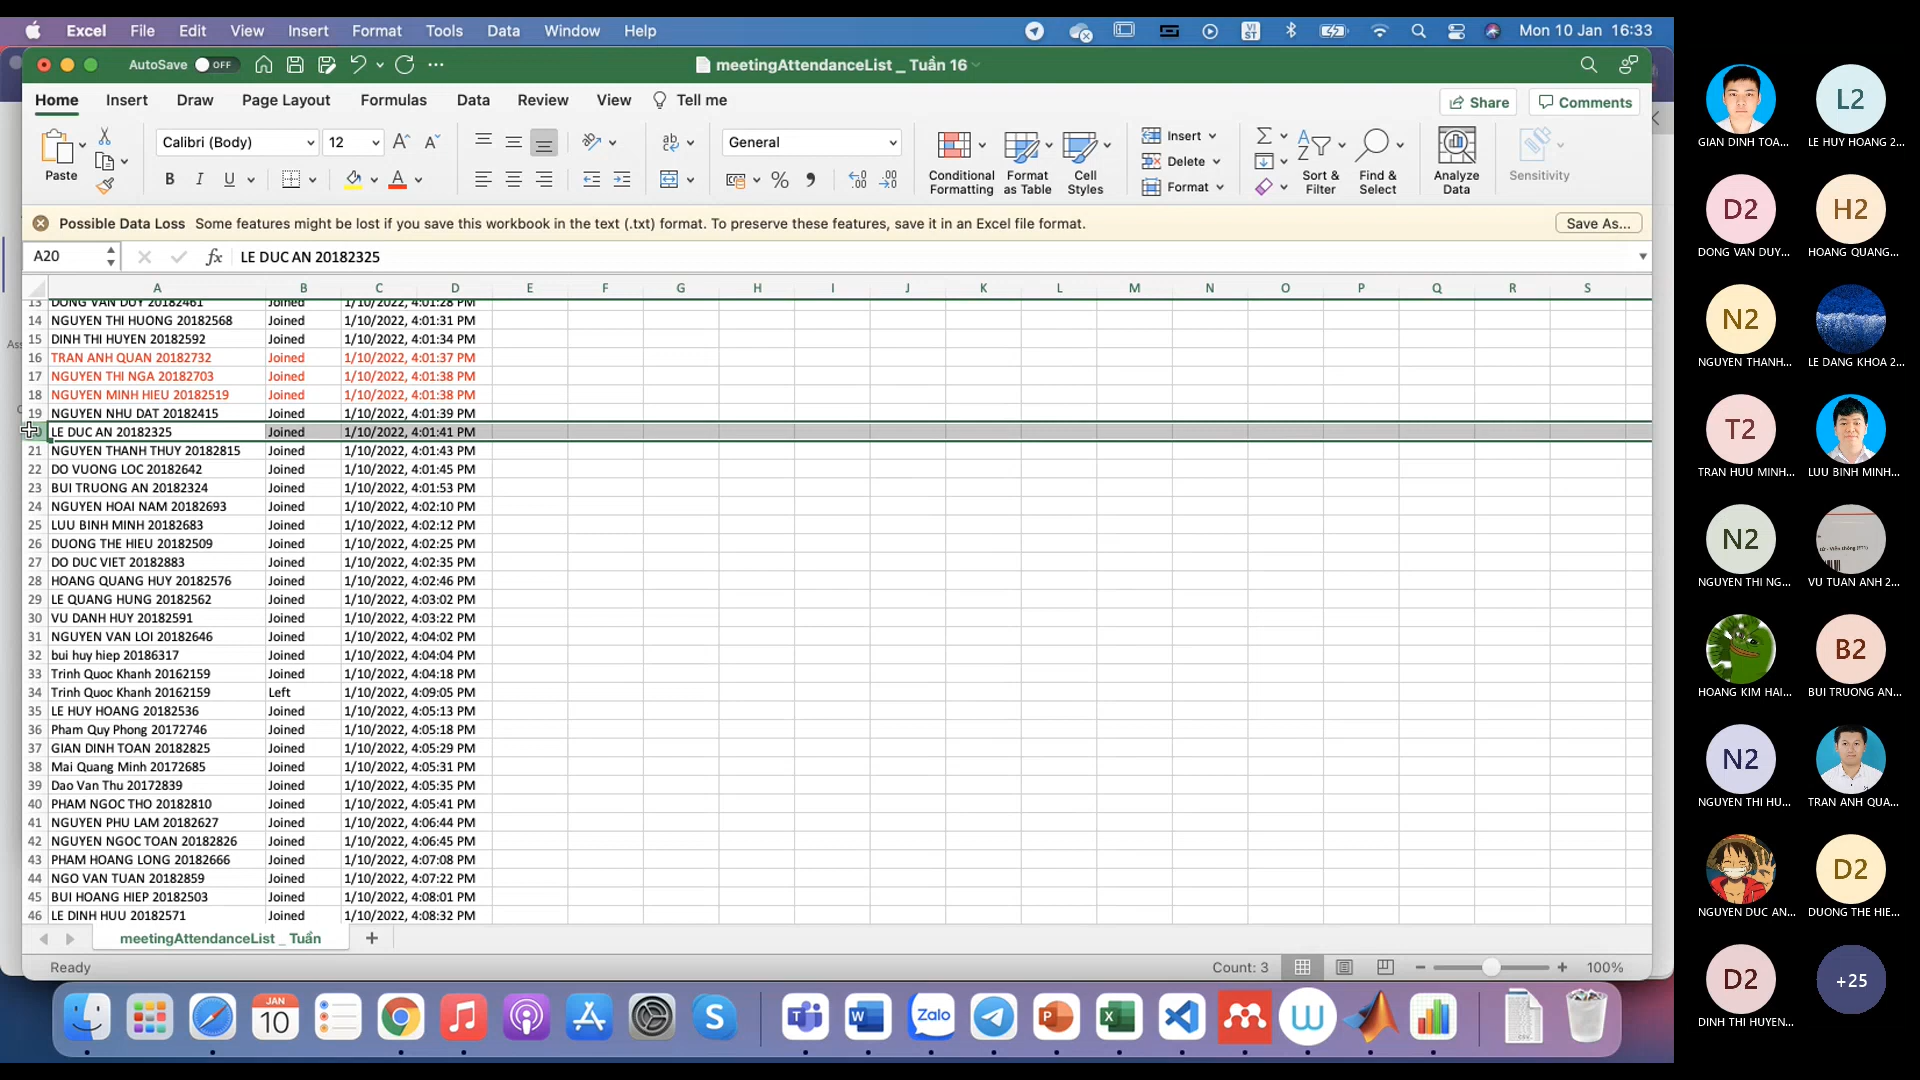 Excel File Edit View Insert Format Tools Data Window Help VI ST Mon 10 Jan 16:33
AutoSave OFF meetingAttendanceList _ Tuần 16
Home Insert Draw Page Layout Formulas Data Review View Tell me Share Comments
Paste Calibri (Body) 12 General Conditional Formatting Format as Table Cell Styles Insert Delete Format Sort & Filter Find & Select Analyze Data Sensitivity
Possible Data Loss Some features might be lost if you save this workbook in the text (.txt) format. To preserve these features, save it in an Excel file format. Save As...
A20 fx LE DUC AN 20182325
A B C D E F G H I J K L M N O P Q R S
13 DONG VAN DUY 20182461 Joined 1/10/2022, 4:01:28 PM
14 NGUYEN THI HUONG 20182568 Joined 1/10/2022, 4:01:31 PM
15 DINH THI HUYEN 20182592 Joined 1/10/2022, 4:01:34 PM
16 TRAN ANH QUAN 20182732 Joined 1/10/2022, 4:01:37 PM
17 NGUYEN THI NGA 20182703 Joined 1/10/2022, 4:01:38 PM
18 NGUYEN MINH HIEU 20182519 Joined 1/10/2022, 4:01:38 PM
19 NGUYEN NHU DAT 20182415 Joined 1/10/2022, 4:01:39 PM
LE DUC AN 20182325 Joined 1/10/2022, 4:01:41 PM
21 NGUYEN THANH THUY 20182815 Joined 1/10/2022, 4:01:43 PM
22 DO VUONG LOC 20182642 Joined 1/10/2022, 4:01:45 PM
23 BUI TRUONG AN 20182324 Joined 1/10/2022, 4:01:53 PM
24 NGUYEN HOAI NAM 20182693 Joined 1/10/2022, 4:02:10 PM
25 LUU BINH MINH 20182683 Joined 1/10/2022, 4:02:12 PM
26 DUONG THE HIEU 20182509 Joined 1/10/2022, 4:02:25 PM
27 DO DUC VIET 20182883 Joined 1/10/2022, 4:02:35 PM
28 HOANG QUANG HUY 20182576 Joined 1/10/2022, 4:02:46 PM
29 LE QUANG HUNG 20182562 Joined 1/10/2022, 4:03:02 PM
30 VU DANH HUY 20182591 Joined 1/10/2022, 4:03:22 PM
31 NGUYEN VAN LOI 20182646 Joined 1/10/2022, 4:04:02 PM
32 bui huy hiep 20186317 Joined 1/10/2022, 4:04:04 PM
33 Trinh Quoc Khanh 20162159 Joined 1/10/2022, 4:04:18 PM
34 Trinh Quoc Khanh 20162159 Left 1/10/2022, 4:09:05 PM
35 LE HUY HOANG 20182536 Joined 1/10/2022, 4:05:13 PM
36 Pham Quy Phong 20172746 Joined 1/10/2022, 4:05:18 PM
37 GIAN DINH TOAN 20182825 Joined 1/10/2022, 4:05:29 PM
38 Mai Quang Minh 20172685 Joined 1/10/2022, 4:05:31 PM
39 Dao Van Thu 20172839 Joined 1/10/2022, 4:05:35 PM
40 PHAM NGOC THO 20182810 Joined 1/10/2022, 4:05:41 PM
41 NGUYEN PHU LAM 20182627 Joined 1/10/2022, 4:06:44 PM
42 NGUYEN NGOC TOAN 20182826 Joined 1/10/2022, 4:06:45 PM
43 PHAM HOANG LONG 20182666 Joined 1/10/2022, 4:07:08 PM
44 NGO VAN TUAN 20182859 Joined 1/10/2022, 4:07:22 PM
45 BUI HOANG HIEP 20182503 Joined 1/10/2022, 4:08:01 PM
46 LE DINH HUU 20182571 Joined 1/10/2022, 4:08:32 PM
meetingAttendanceList _ Tuần
Ready Count: 3 100%
JAN 10
Zalo
L2
GIAN DINH TOA... LE HUY HOANG 2...
D2 H2
DONG VAN DUY... HOANG QUANG...
N2
NGUYEN THANH... LE DANG KHOA 2...
T2
TRAN HUU MINH... LUU BINH MINH...
N2
NGUYEN THI NG... VU TUAN ANH 2...
B2
HOANG KIM HAI... BUI TRUONG AN...
N2
NGUYEN THI HU... TRAN ANH QUA...
D2
NGUYEN DUC AN... DUONG THE HIE...
D2 +25
DINH THI HUYEN...